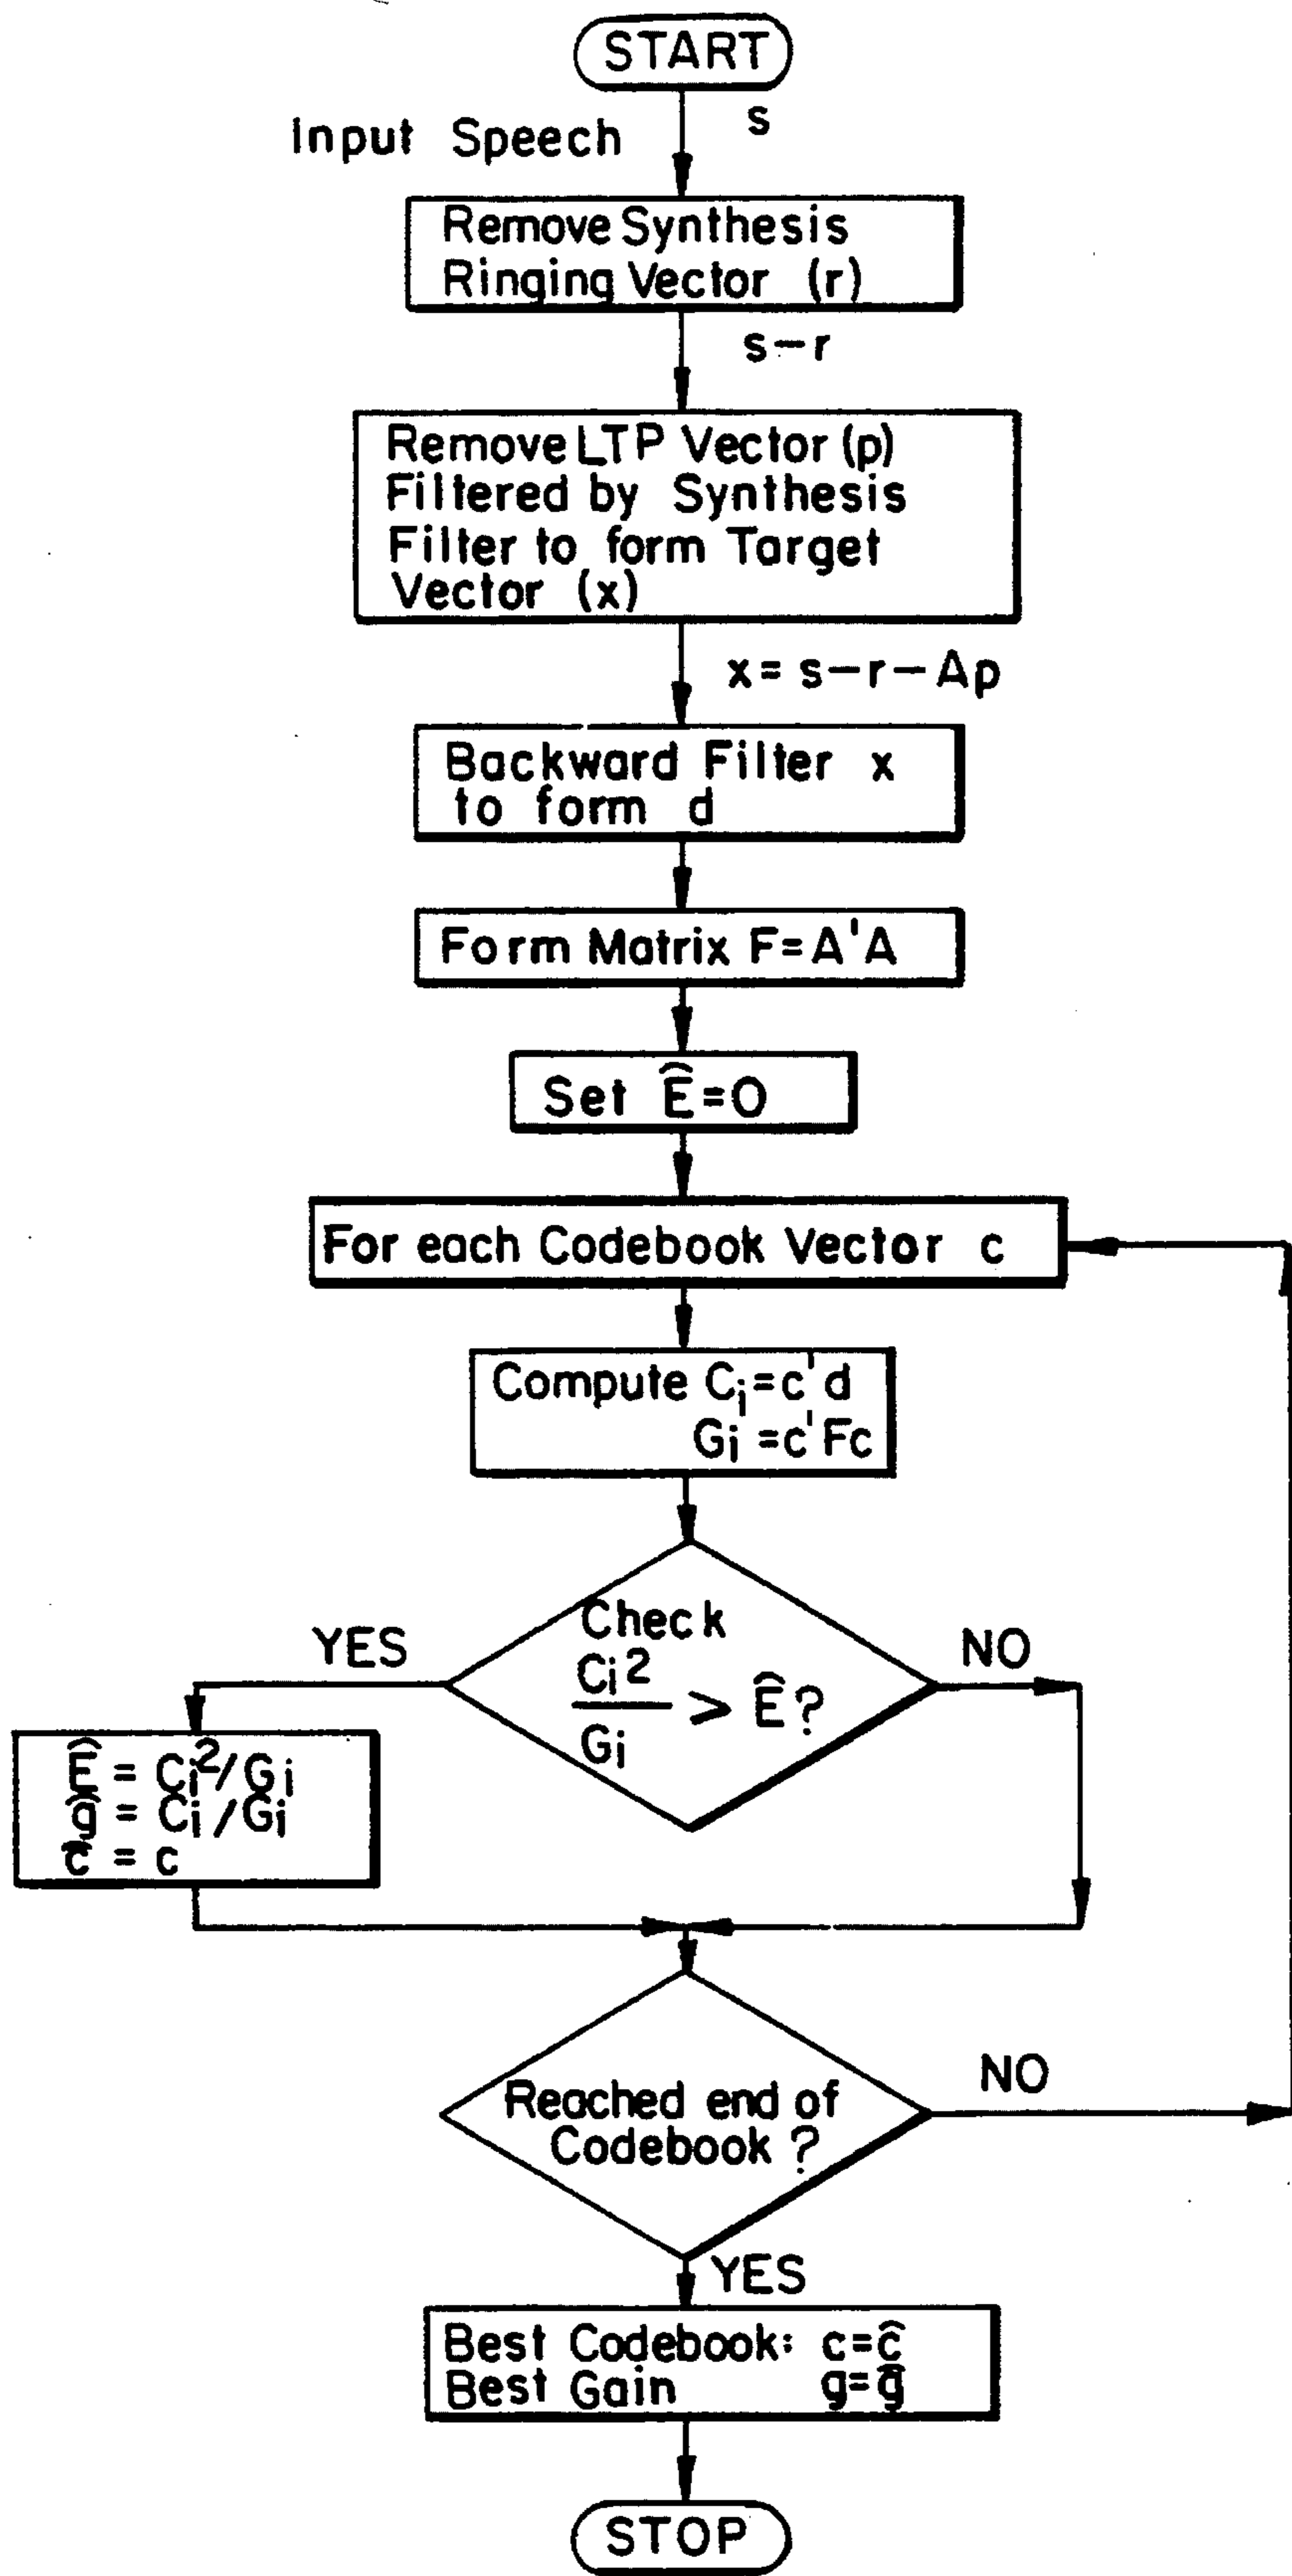 START
s
Input Speech
Remove Synthesis
Ringing Vector (r)
s-r
Remove LTP Vector (p)
Filtered by Synthesis
Filter to form Target
Vector (x)
x= s-r-Ap
Backward Filter x
to form d
Form Matrix F=A'A
Set Ê=0
For each Codebook Vector c
Compute Ci=c'd
Gi=c'Fc
Check
YES
NO
Ci²
> Ê?
Gi
Ê = Ci²/Gi
ĝ = Ci/Gi
ĉ = c
Reached end of
Codebook?
NO
YES
Best Codebook: c=ĉ
Best Gain g=ĝ
STOP